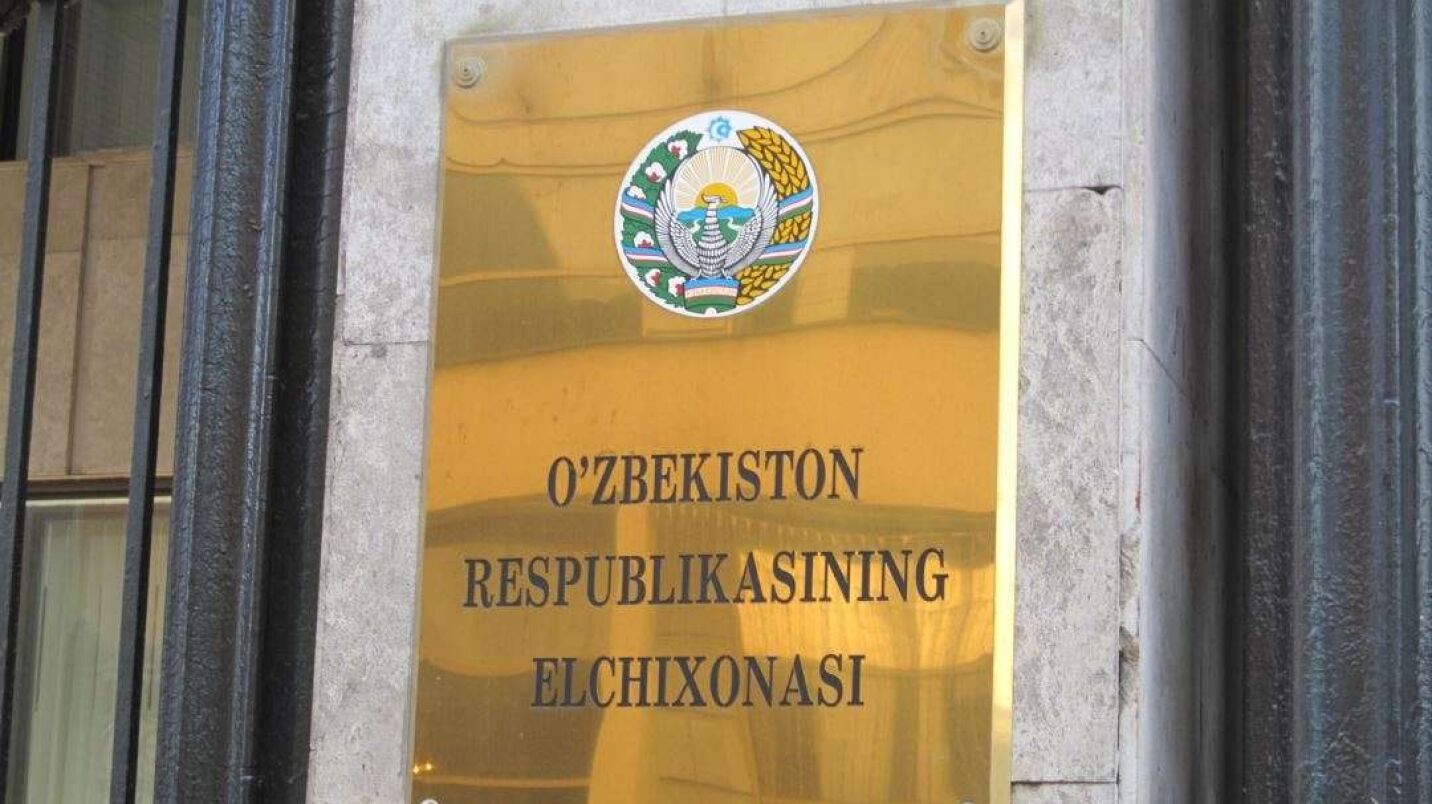 O’ZBEKISTON
RESPUBLIKASINING
ELCHIXONASI